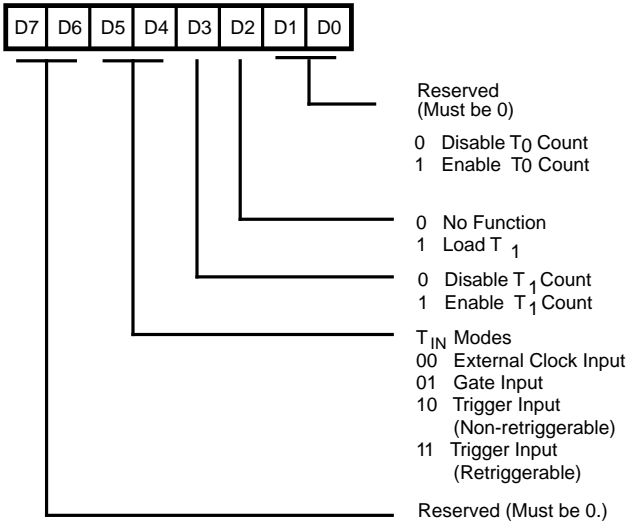 D7 D6 D5 D4 D3 D2 D1 D0
Reserved
(Must be 0)
0 Disable T0 Count
1 Enable T0 Count
0 No Function
1 Load T 1
0 Disable T 1 Count
1 Enable T 1 Count
TIN Modes
00 External Clock Input
01 Gate Input
10 Trigger Input
(Non-retriggerable)
11 Trigger Input
(Retriggerable)
Reserved (Must be 0.)